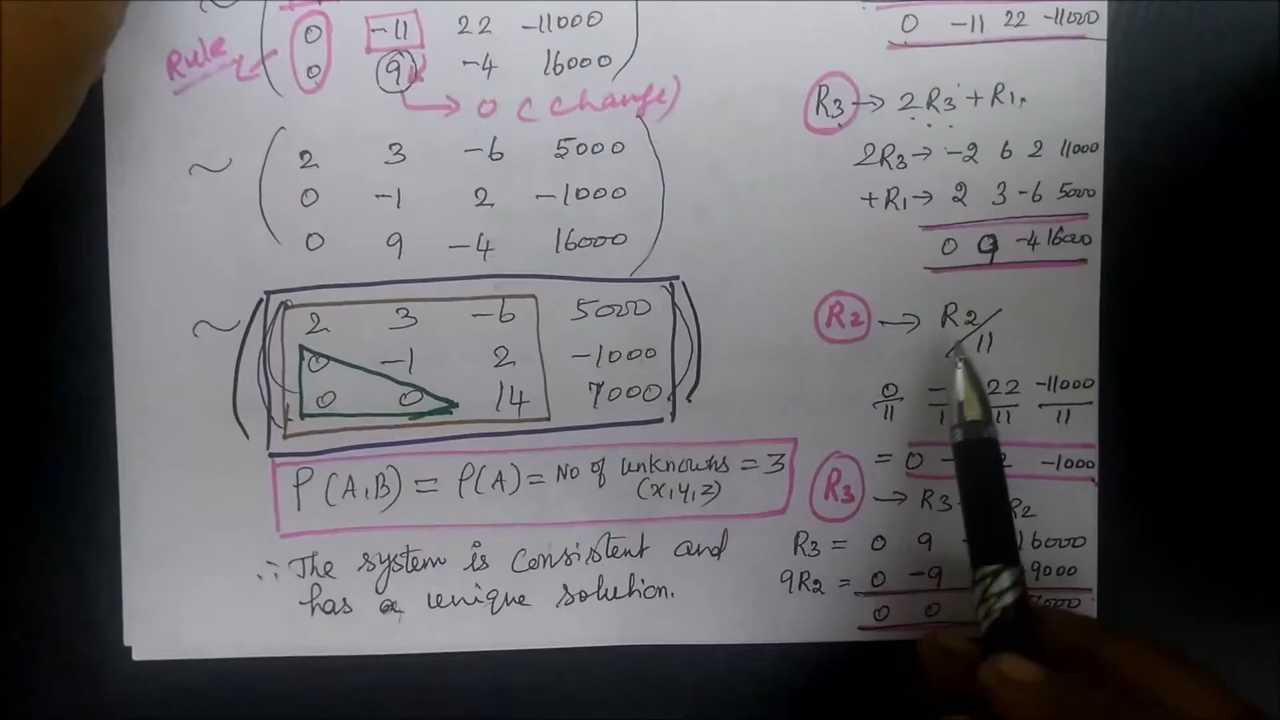 0 -11 22 -11000
Rule
0 9 -4 16000
0 (Change)
~ 2 3 -6 5000
0 -1 2 -1000
0 9 -4 16000
~ 2 3 -6 5000
0 -1 2 -1000
0 0 14 7000
ρ(A,B) = ρ(A) = No of unknowns = 3
(x,y,z)
∴ The system is consistent and
has a unique solution.
0 -11 22 -11000
R3 → 2R3 + R1
2R3 → -2 6 2 11000
+R1 → 2 3 -6 5000
0 9 -4 16000
R2 → R2/11
0/11 22/11 -11000/11
= 0 -1000
R3 → R3 R2
R3 = 0 9 16000
9R2 = 0 -9 9000
0 0